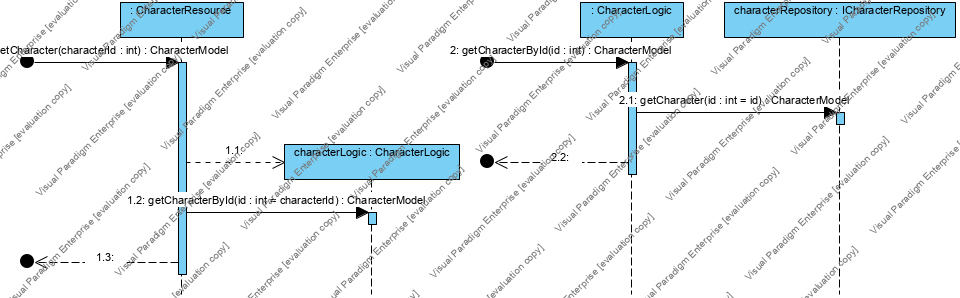 : CharacterResource
: CharacterLogic
characterRepository : ICharacterRepository
etCharacter(characterId : int) : CharacterModel
2: getCharacterById(id : int) : CharacterModel
2.1: getCharacter(id : int = id) : CharacterModel
1.1:
characterLogic : CharacterLogic
2.2:
1.2: getCharacterById(id : int = characterId) : CharacterModel
1.3:
Visual Paradigm Enterprise [evaluation copy]